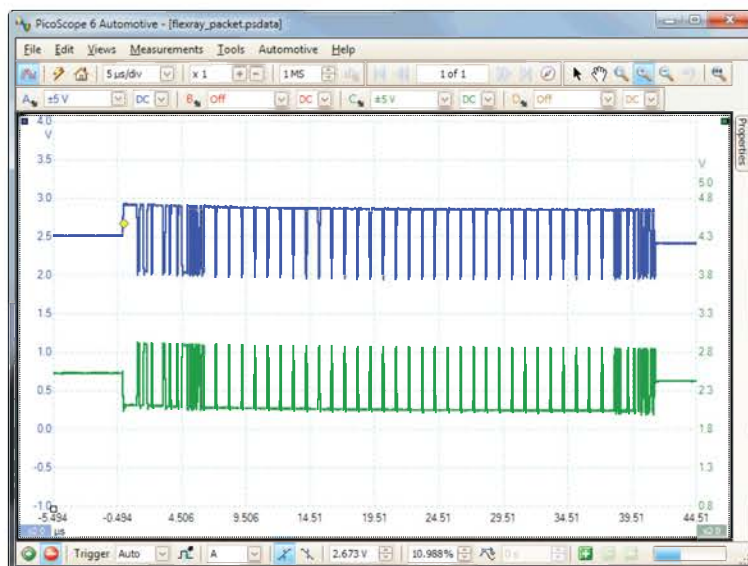 PicoScope 6 Automotive - [flexray_packet.psdata]
File Edit Views Measurements Tools Automotive Help
5 µs/div x 1 1 MS 1 of 1
A ±5 V DC B Off DC C ±5 V DC D Off DC
4.0
V
3.5
3.0
2.5
2.0
1.5
1.0
0.5
0.0
-0.5
-1.0
V
5.0
4.8
4.3
3.8
3.3
2.8
2.3
1.8
1.3
0.8
-5.494 -0.494 4.506 9.506 14.51 19.51 24.51 29.51 34.51 39.51 44.51
x2.0 µs x2.0
Properties
Trigger Auto A 2.673 V 10.988% 0 s